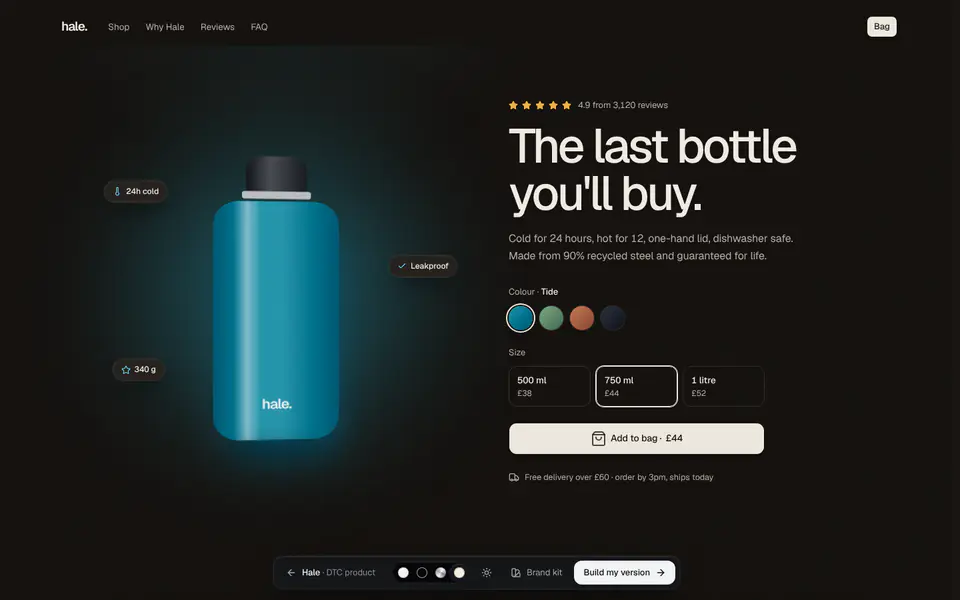 hale.
Shop
Why Hale
Reviews
FAQ
Bag
4.9 from 3,120 reviews
The last bottle
you'll buy.
Cold for 24 hours, hot for 12, one-hand lid, dishwasher safe.
Made from 90% recycled steel and guaranteed for life.
24h cold
Leakproof
340 g
hale.
Colour · Tide
Size
500 ml
£38
750 ml
£44
1 litre
£52
Add to bag · £44
Free delivery over £60 · order by 3pm, ships today
Hale · DTC product
Brand kit
Build my version